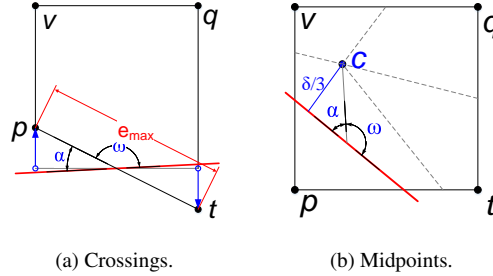 v
q
p
e_max
α
ω
t
(a) Crossings.
v
q
c
δ/3
α
ω
p
t
(b) Midpoints.